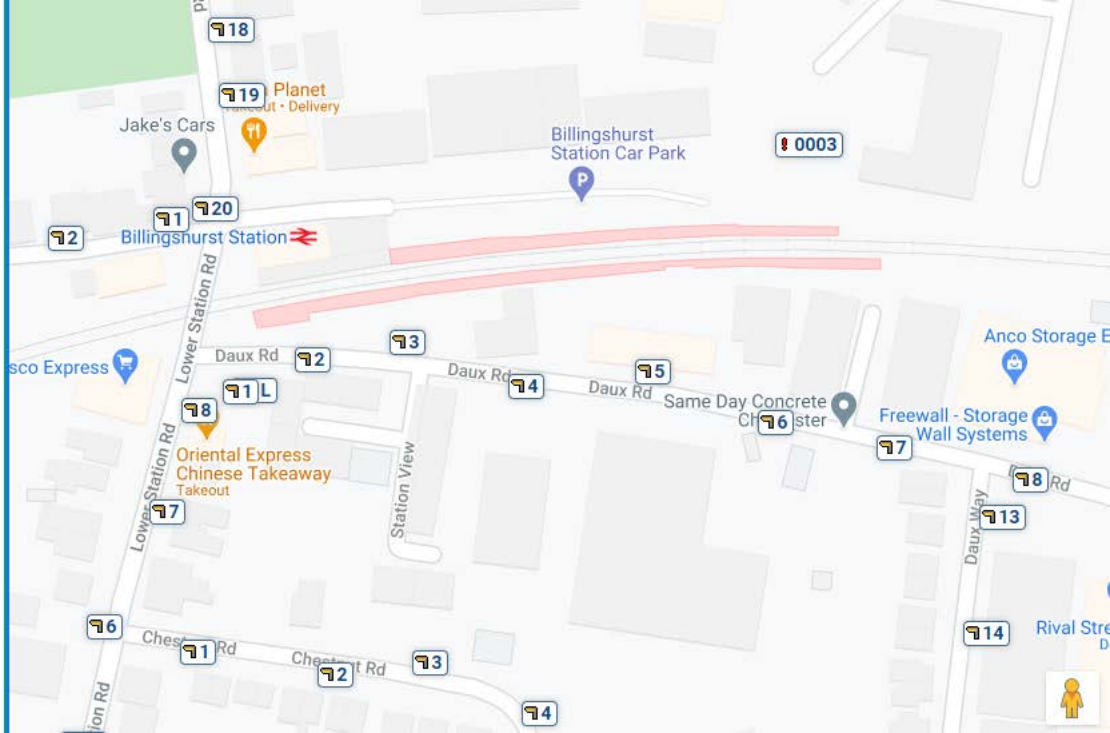 18
19
Planet
Takeout • Delivery
Jake's Cars
Billingshurst
Station Car Park
P
! 0003
20
1
2
Billingshurst Station
Lower Station Rd
Daux Rd
2
3
Daux Rd
4
Daux Rd
5
Anco Storage E
sco Express
1
L
8
Same Day Concrete
6
Freewall - Storage
Wall Systems
7
8
Rd
Oriental Express
Chinese Takeaway
Takeout
Station View
Lower Station Rd
7
Daux Way
13
6
Rd
1
Chestnut Rd
2
3
14
Rival Stre
D
4
tion Rd